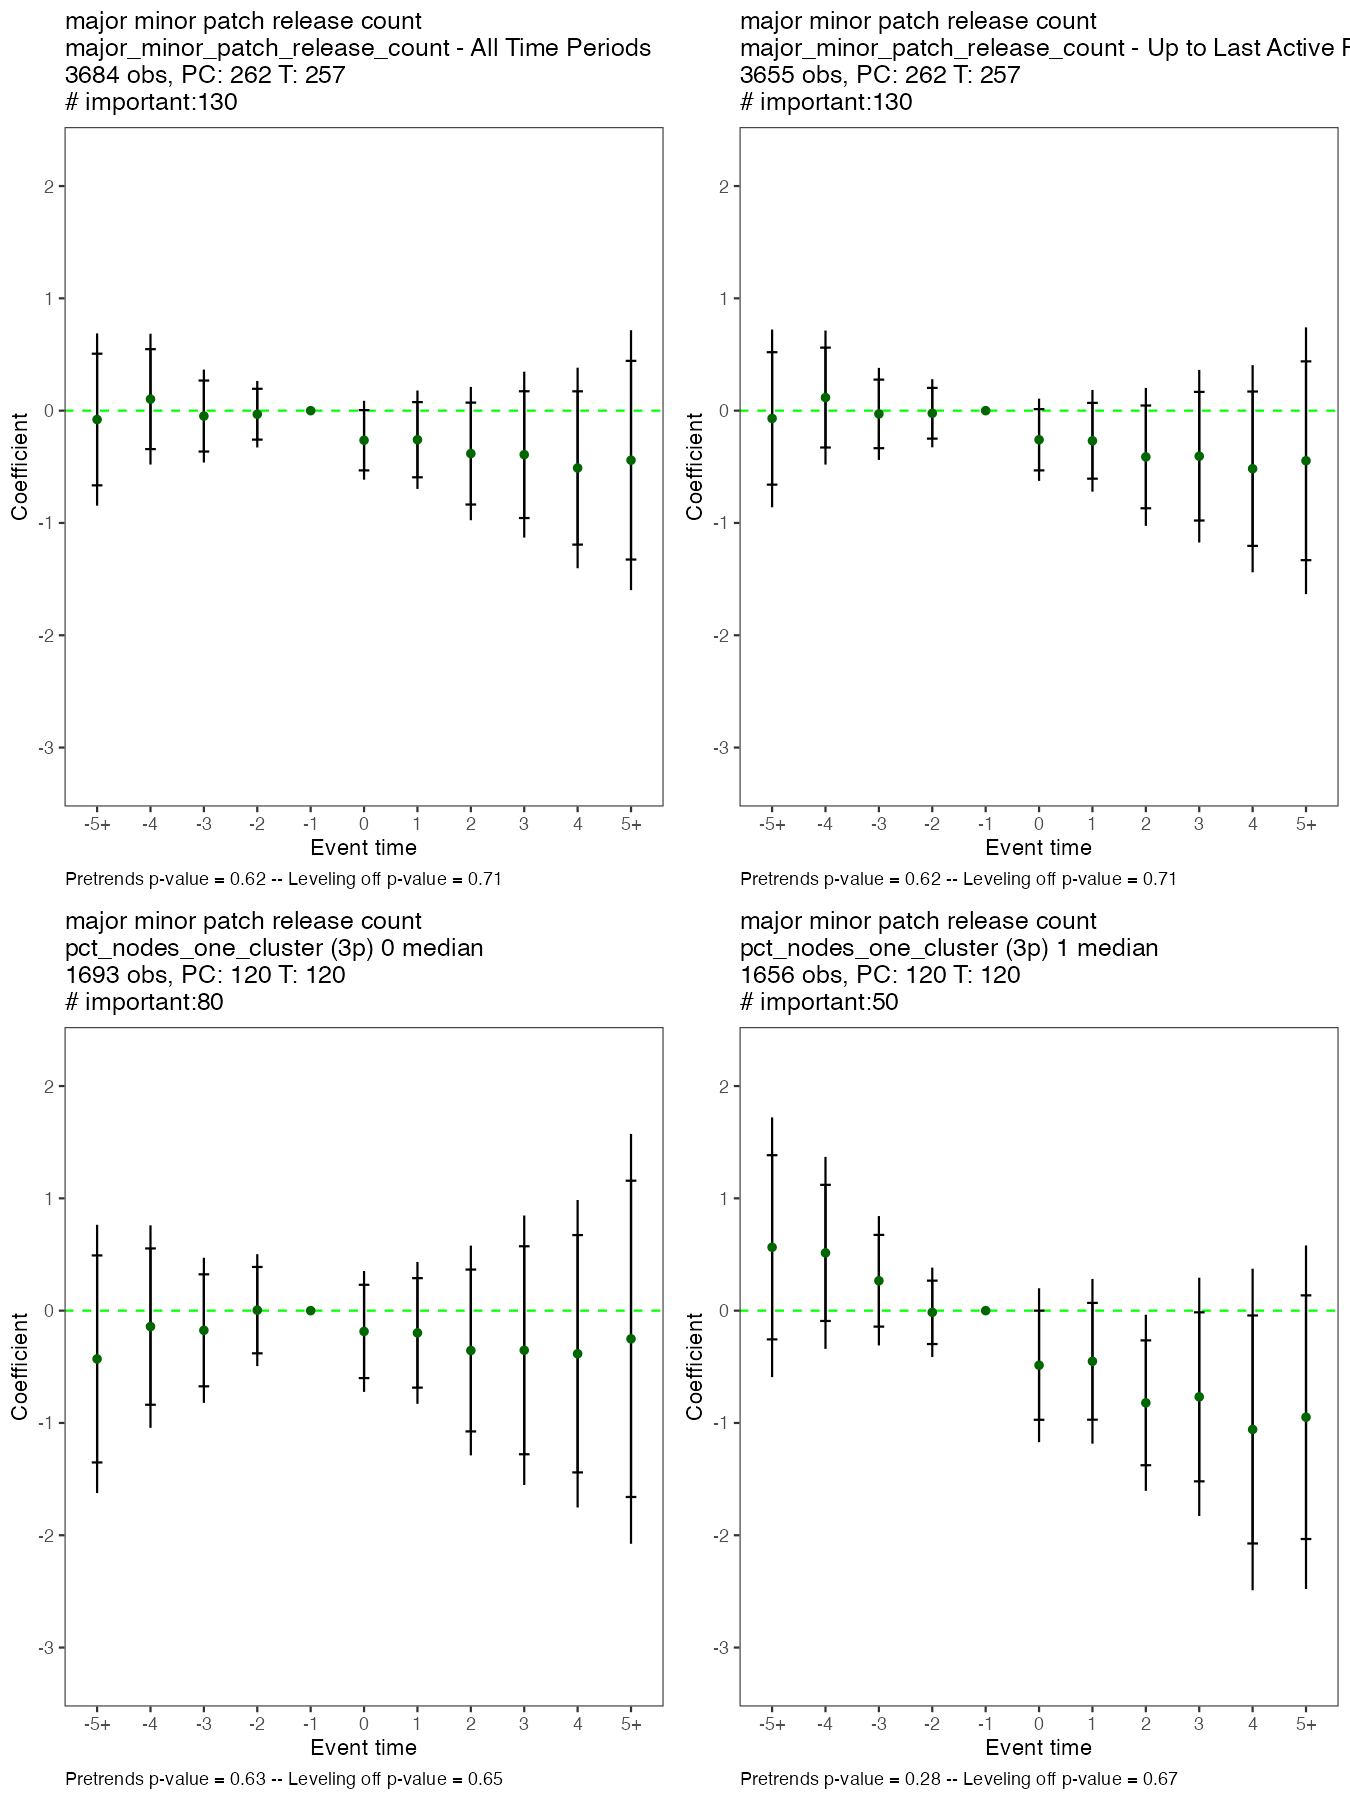 major minor patch release count
major_minor_patch_release_count - All Time Periods
3684 obs, PC: 262 T: 257
# important:130
2
1
0
-1
-2
-3
Coefficient
-5+ -4 -3 -2 -1 0 1 2 3 4 5+
Event time
Pretrends p-value = 0.62 -- Leveling off p-value = 0.71
major minor patch release count
major_minor_patch_release_count - Up to Last Active
3655 obs, PC: 262 T: 257
# important:130
2
1
0
-1
-2
-3
Coefficient
-5+ -4 -3 -2 -1 0 1 2 3 4 5+
Event time
Pretrends p-value = 0.62 -- Leveling off p-value = 0.71
major minor patch release count
pct_nodes_one_cluster (3p) 0 median
1693 obs, PC: 120 T: 120
# important:80
2
1
0
-1
-2
-3
Coefficient
-5+ -4 -3 -2 -1 0 1 2 3 4 5+
Event time
Pretrends p-value = 0.63 -- Leveling off p-value = 0.65
major minor patch release count
pct_nodes_one_cluster (3p) 1 median
1656 obs, PC: 120 T: 120
# important:50
2
1
0
-1
-2
-3
Coefficient
-5+ -4 -3 -2 -1 0 1 2 3 4 5+
Event time
Pretrends p-value = 0.28 -- Leveling off p-value = 0.67